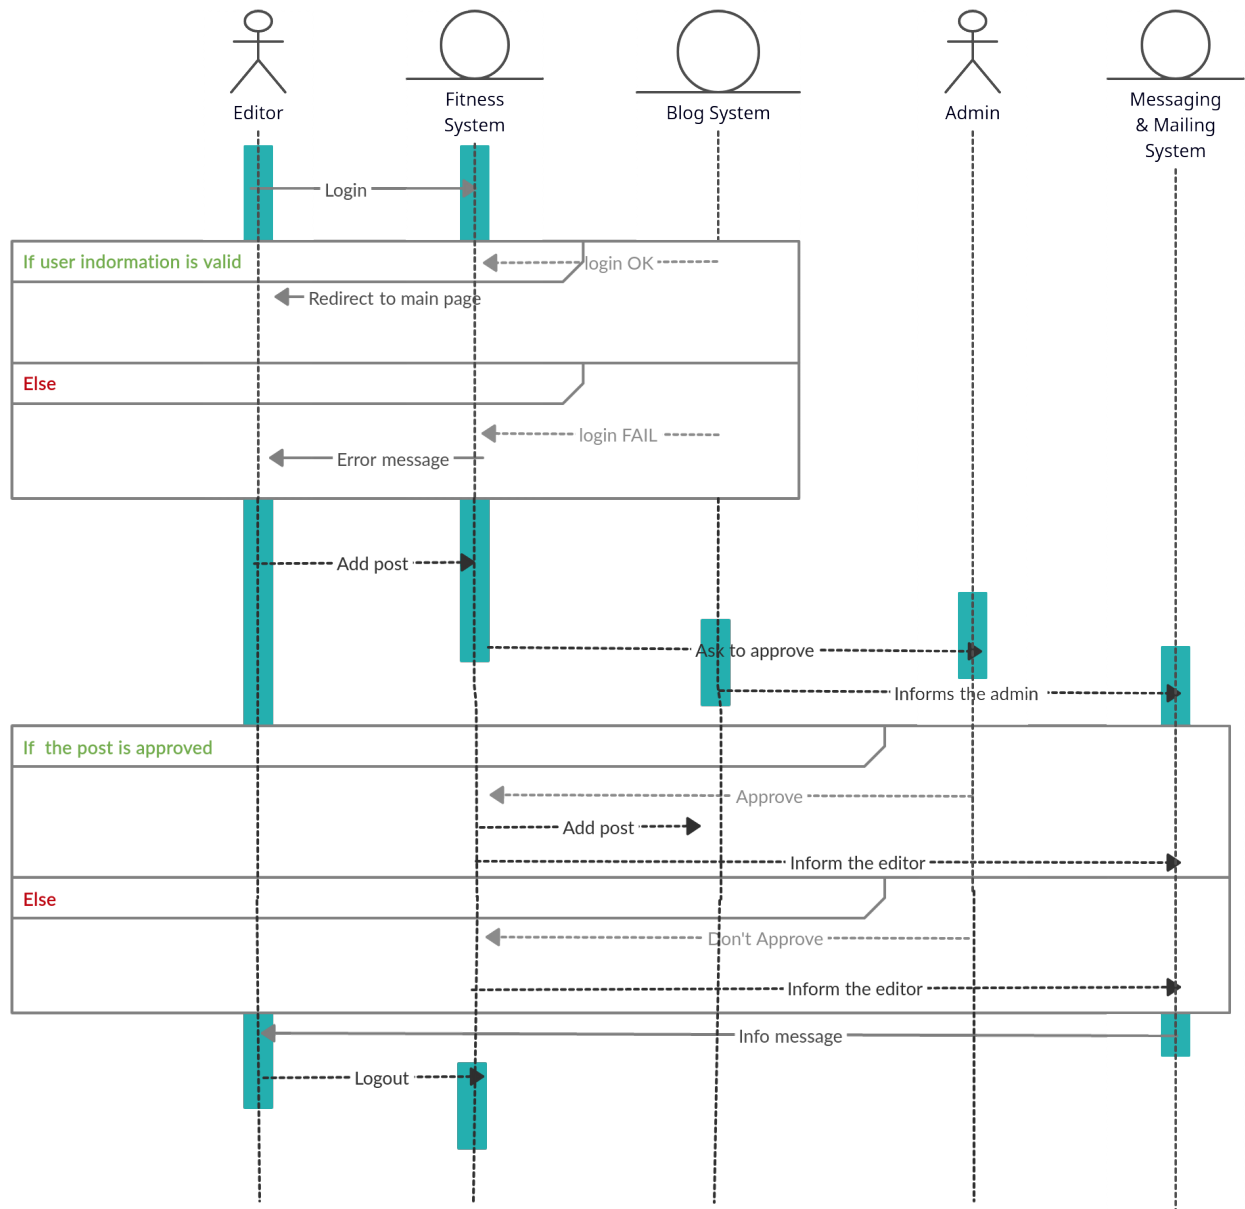 Editor
Fitness
System
Blog System
Admin
Messaging
& Mailing
System
Login
If user indormation is valid
login OK
Redirect to main page
Else
login FAIL
Error message
Add post
Ask to approve
Informs the admin
If the post is approved
Approve
Add post
Inform the editor
Else
Don't Approve
Inform the editor
Info message
Logout